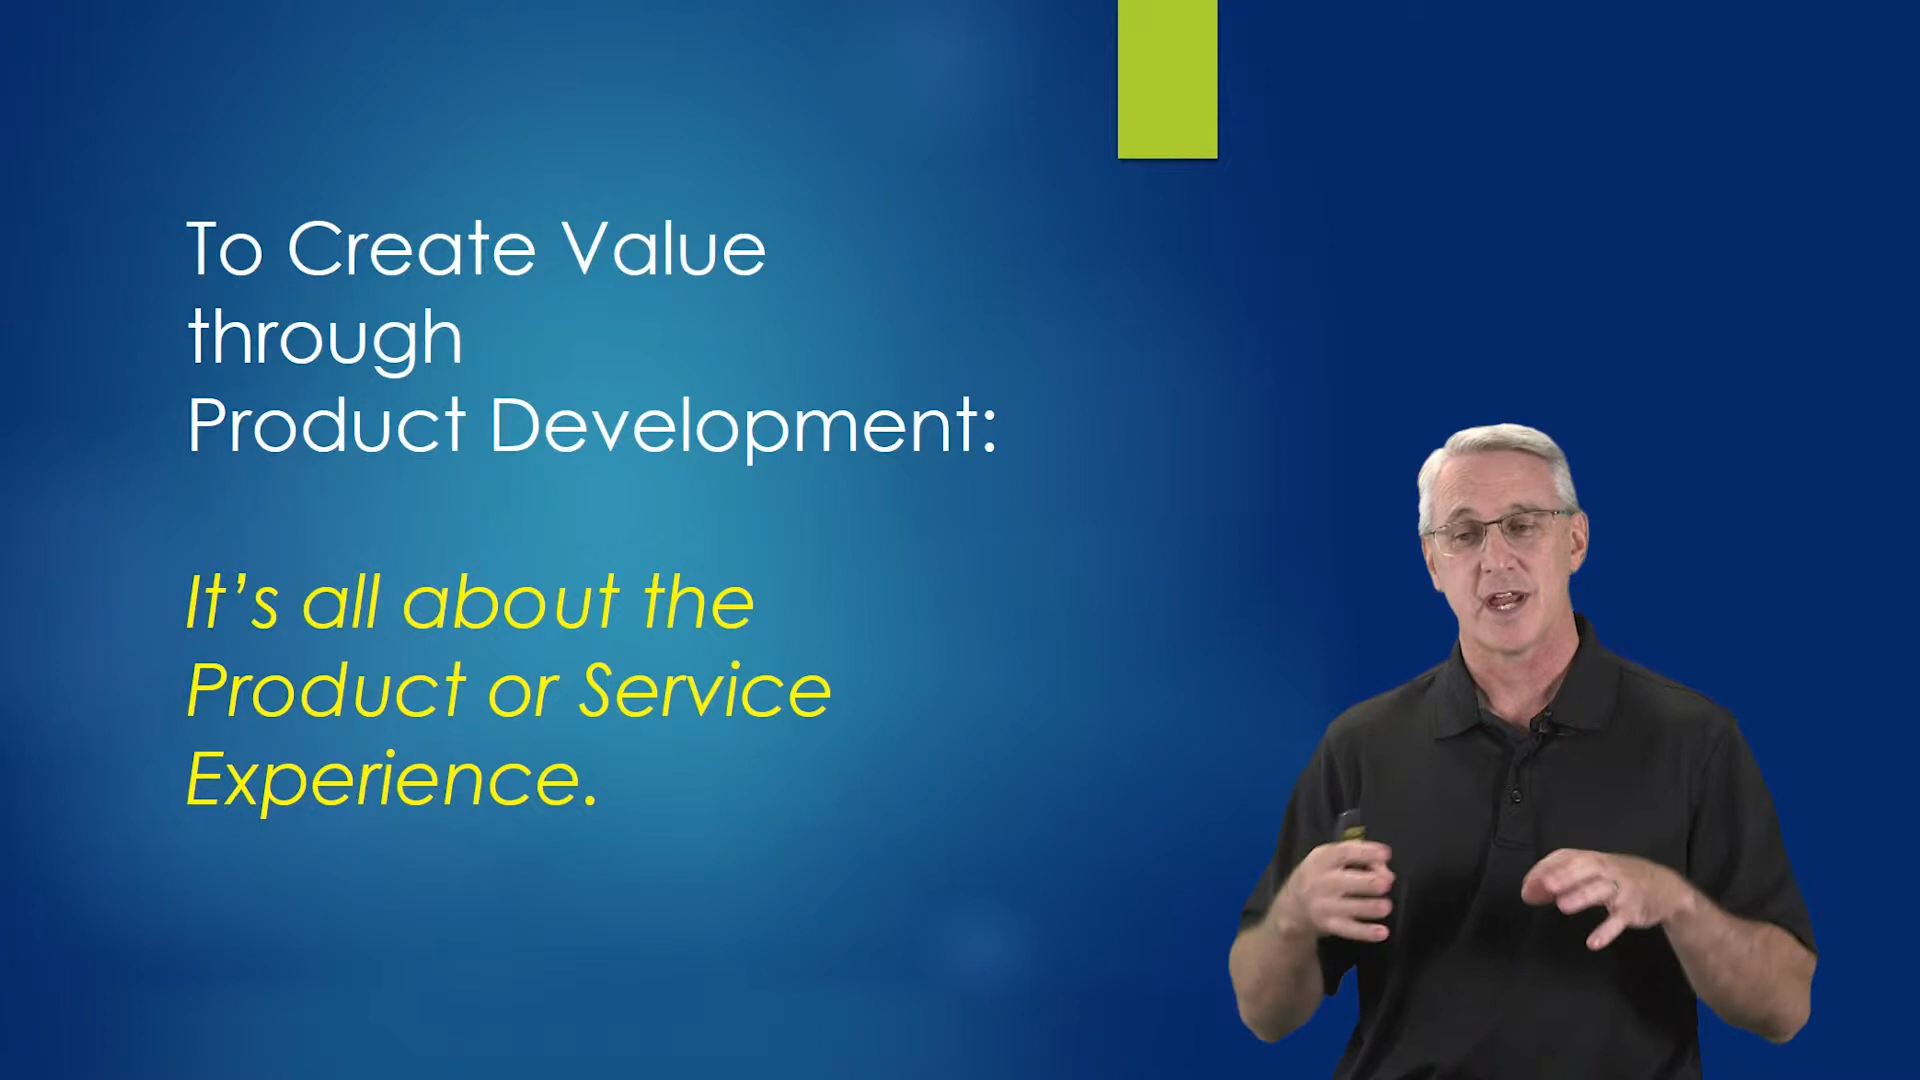 To Create Value
through
Product Development:
It’s all about the
Product or Service
Experience.